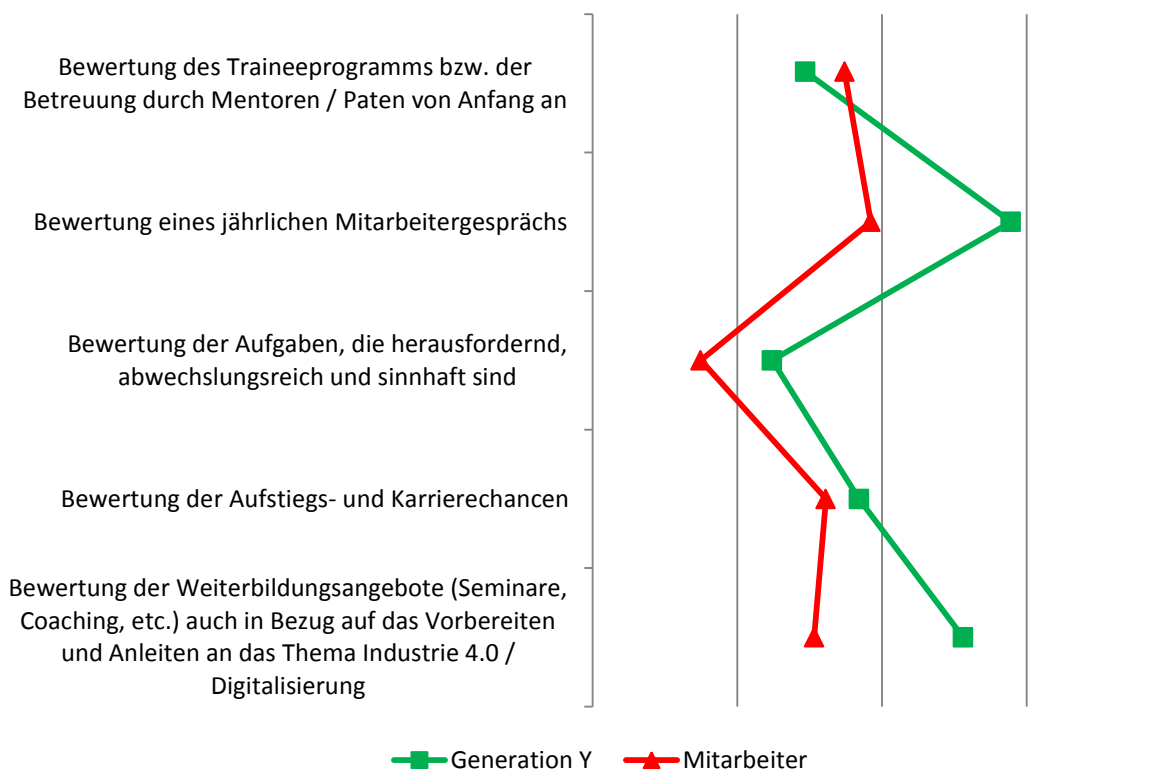 Bewertung des Traineeprogramms bzw. der
Betreuung durch Mentoren / Paten von Anfang an
Bewertung eines jährlichen Mitarbeitergesprächs
Bewertung der Aufgaben, die herausfordernd,
abwechslungsreich und sinnhaft sind
Bewertung der Aufstiegs- und Karrierechancen
Bewertung der Weiterbildungsangebote (Seminare,
Coaching, etc.) auch in Bezug auf das Vorbereiten
und Anleiten an das Thema Industrie 4.0 /
Digitalisierung
Generation Y
Mitarbeiter